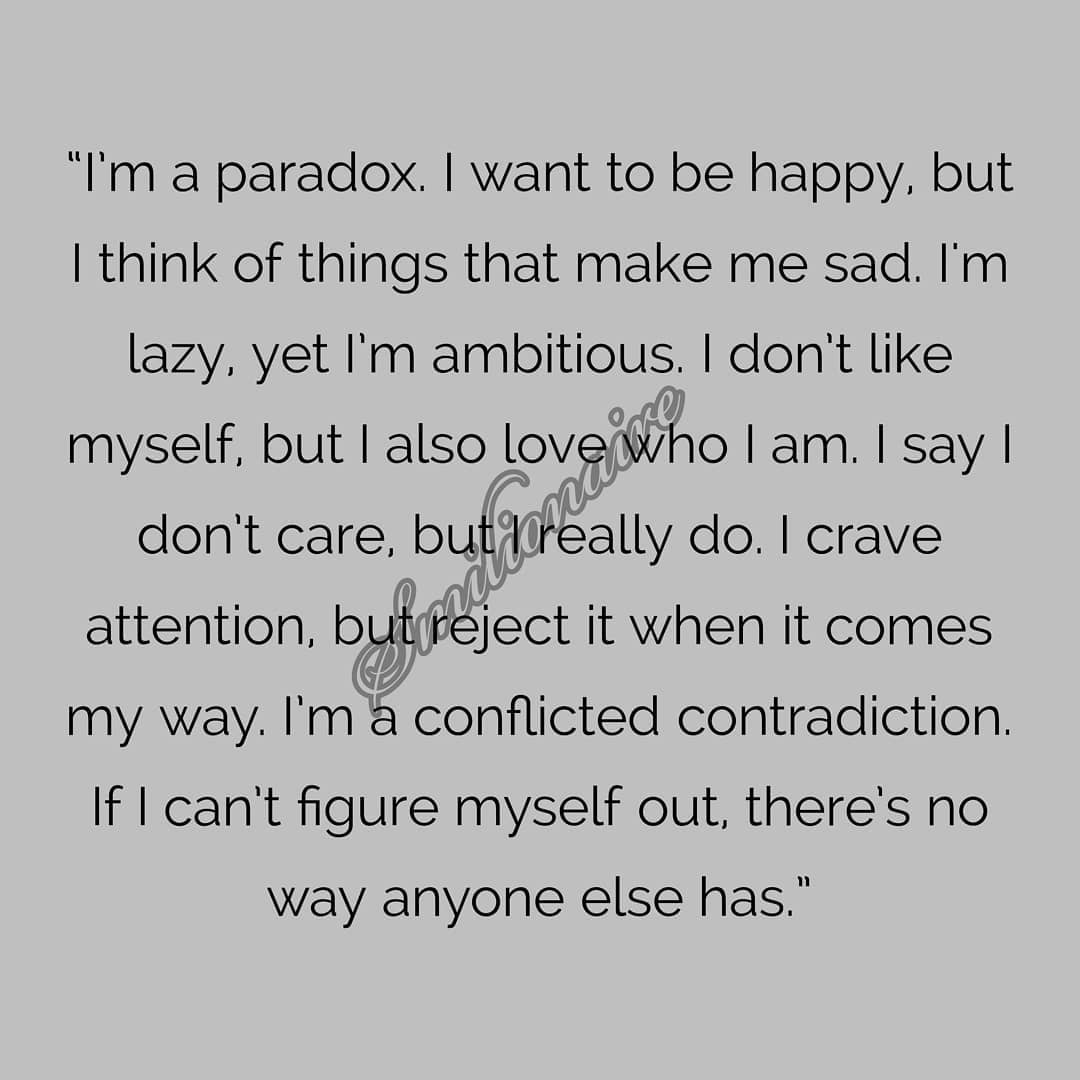 “I’m a paradox. I want to be happy, but
I think of things that make me sad. I'm
lazy, yet I’m ambitious. I don’t like
myself, but I also love who I am. I say I
don’t care, but I really do. I crave
attention, but reject it when it comes
my way. I’m a conflicted contradiction.
If I can’t figure myself out, there’s no
way anyone else has.”
Smilionaire